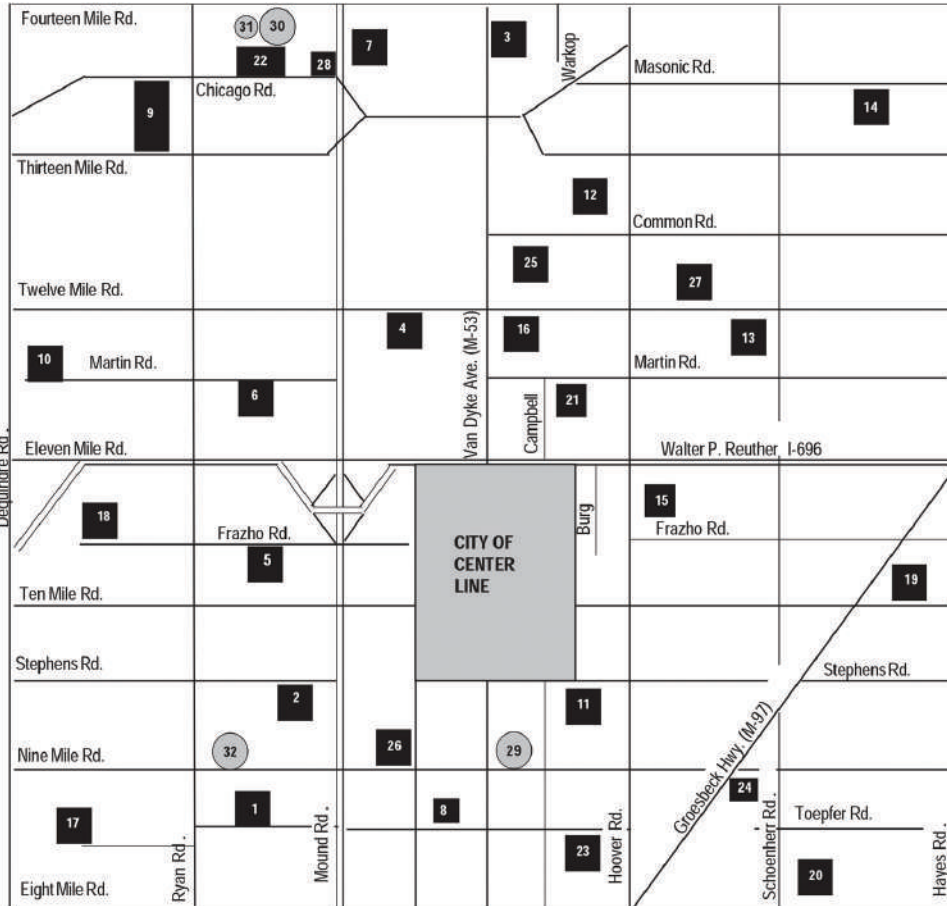 Fourteen Mile Rd.
31
30
7
3
Warkop
22
28
Masonic Rd.
Chicago Rd.
9
14
Thirteen Mile Rd.
12
Common Rd.
25
27
Twelve Mile Rd.
4
Van Dyke Ave. (M-53)
16
13
10
Martin Rd.
Martin Rd.
6
Campbell
21
Dequindre Rd.
Eleven Mile Rd.
Walter P. Reuther I-696
18
15
Burg
Frazho Rd.
Frazho Rd.
CITY OF
CENTER
LINE
5
19
Ten Mile Rd.
Stephens Rd.
Stephens Rd.
2
11
Groesbeck Hwy. (M-97)
32
26
29
Nine Mile Rd.
24
17
1
8
Toepfer Rd.
Ryan Rd.
Mound Rd.
Hoover Rd.
Schoenherr Rd.
Hayes Rd.
23
20
Eight Mile Rd.